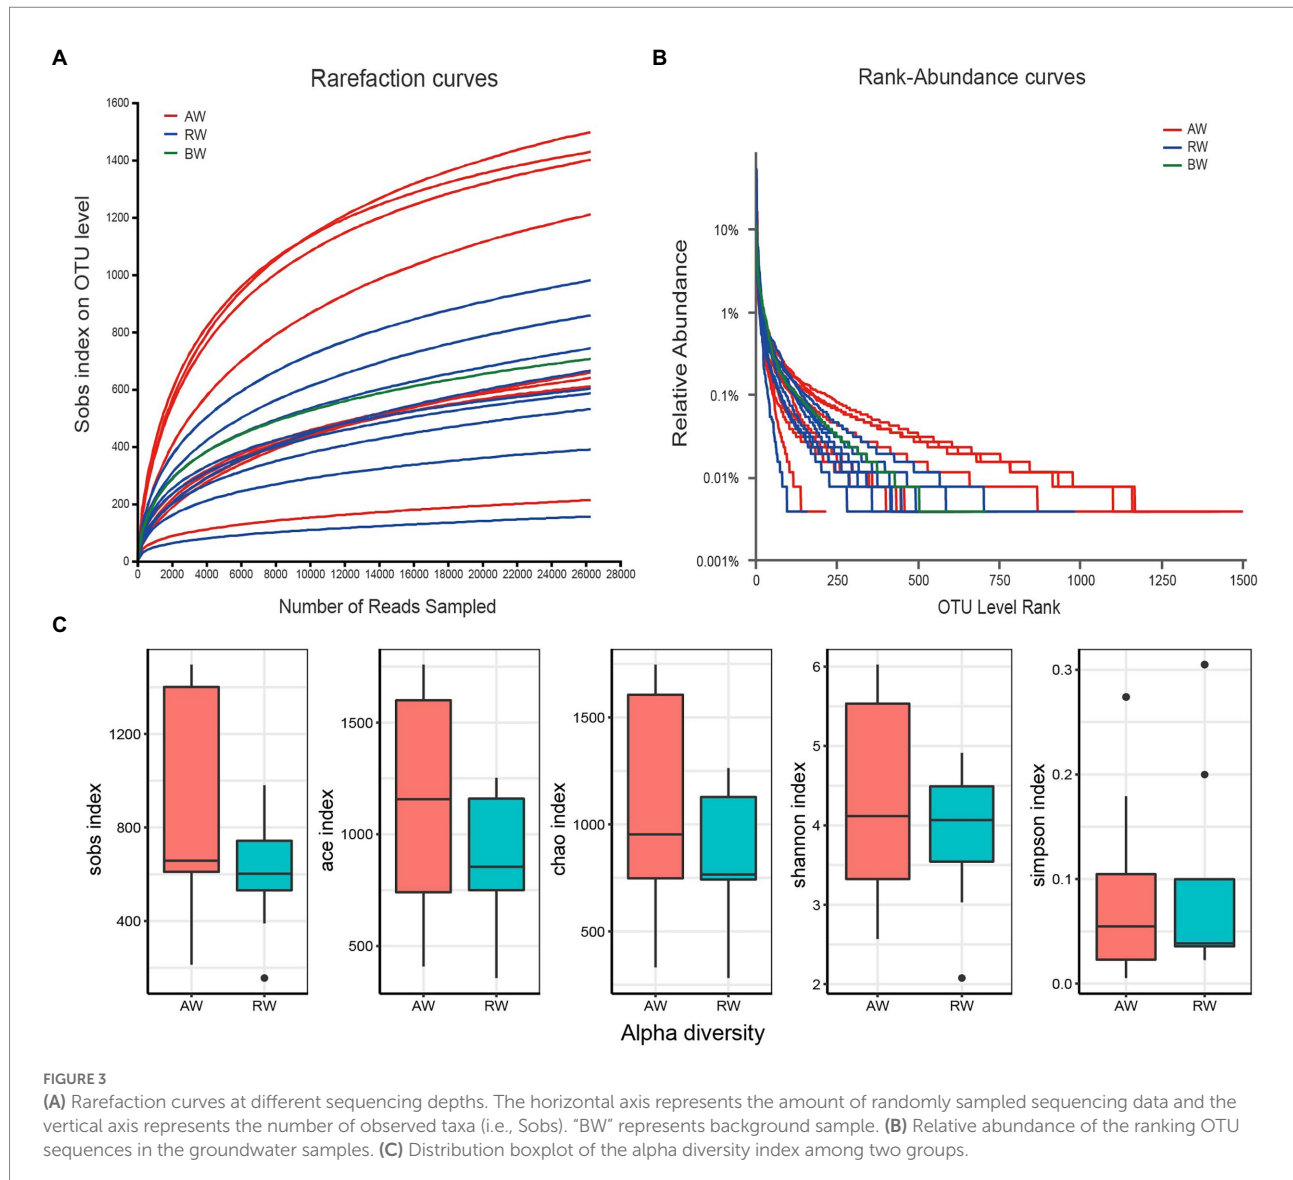 A
Rarefaction curves
AW
RW
BW
Sobs index on OTU level
1600
1400
1200
1000
800
600
400
200
0
0 2000 4000 6000 8000 10000 12000 14000 16000 18000 20000 22000 24000 26000 28000
Number of Reads Sampled
B
Rank-Abundance curves
AW
RW
BW
Relative Abundance
10%
1%
0.1%
0.01%
0.001%
0 250 500 750 1000 1250 1500
OTU Level Rank
C
sobs index
1200
800
400
AW RW
ace index
1500
1000
500
AW RW
chao index
1500
1000
500
AW RW
shannon index
6
5
4
3
2
AW RW
simpson index
0.3
0.2
0.1
0.0
AW RW
Alpha diversity
FIGURE 3
(A) Rarefaction curves at different sequencing depths. The horizontal axis represents the amount of randomly sampled sequencing data and the
vertical axis represents the number of observed taxa (i.e., Sobs). “BW” represents background sample. (B) Relative abundance of the ranking OTU
sequences in the groundwater samples. (C) Distribution boxplot of the alpha diversity index among two groups.